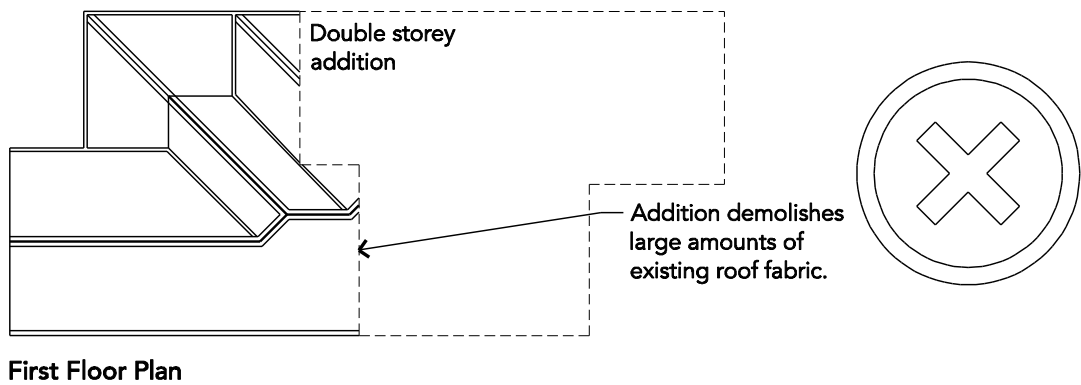 Double storey
addition
Addition demolishes
large amounts of
existing roof fabric.
First Floor Plan